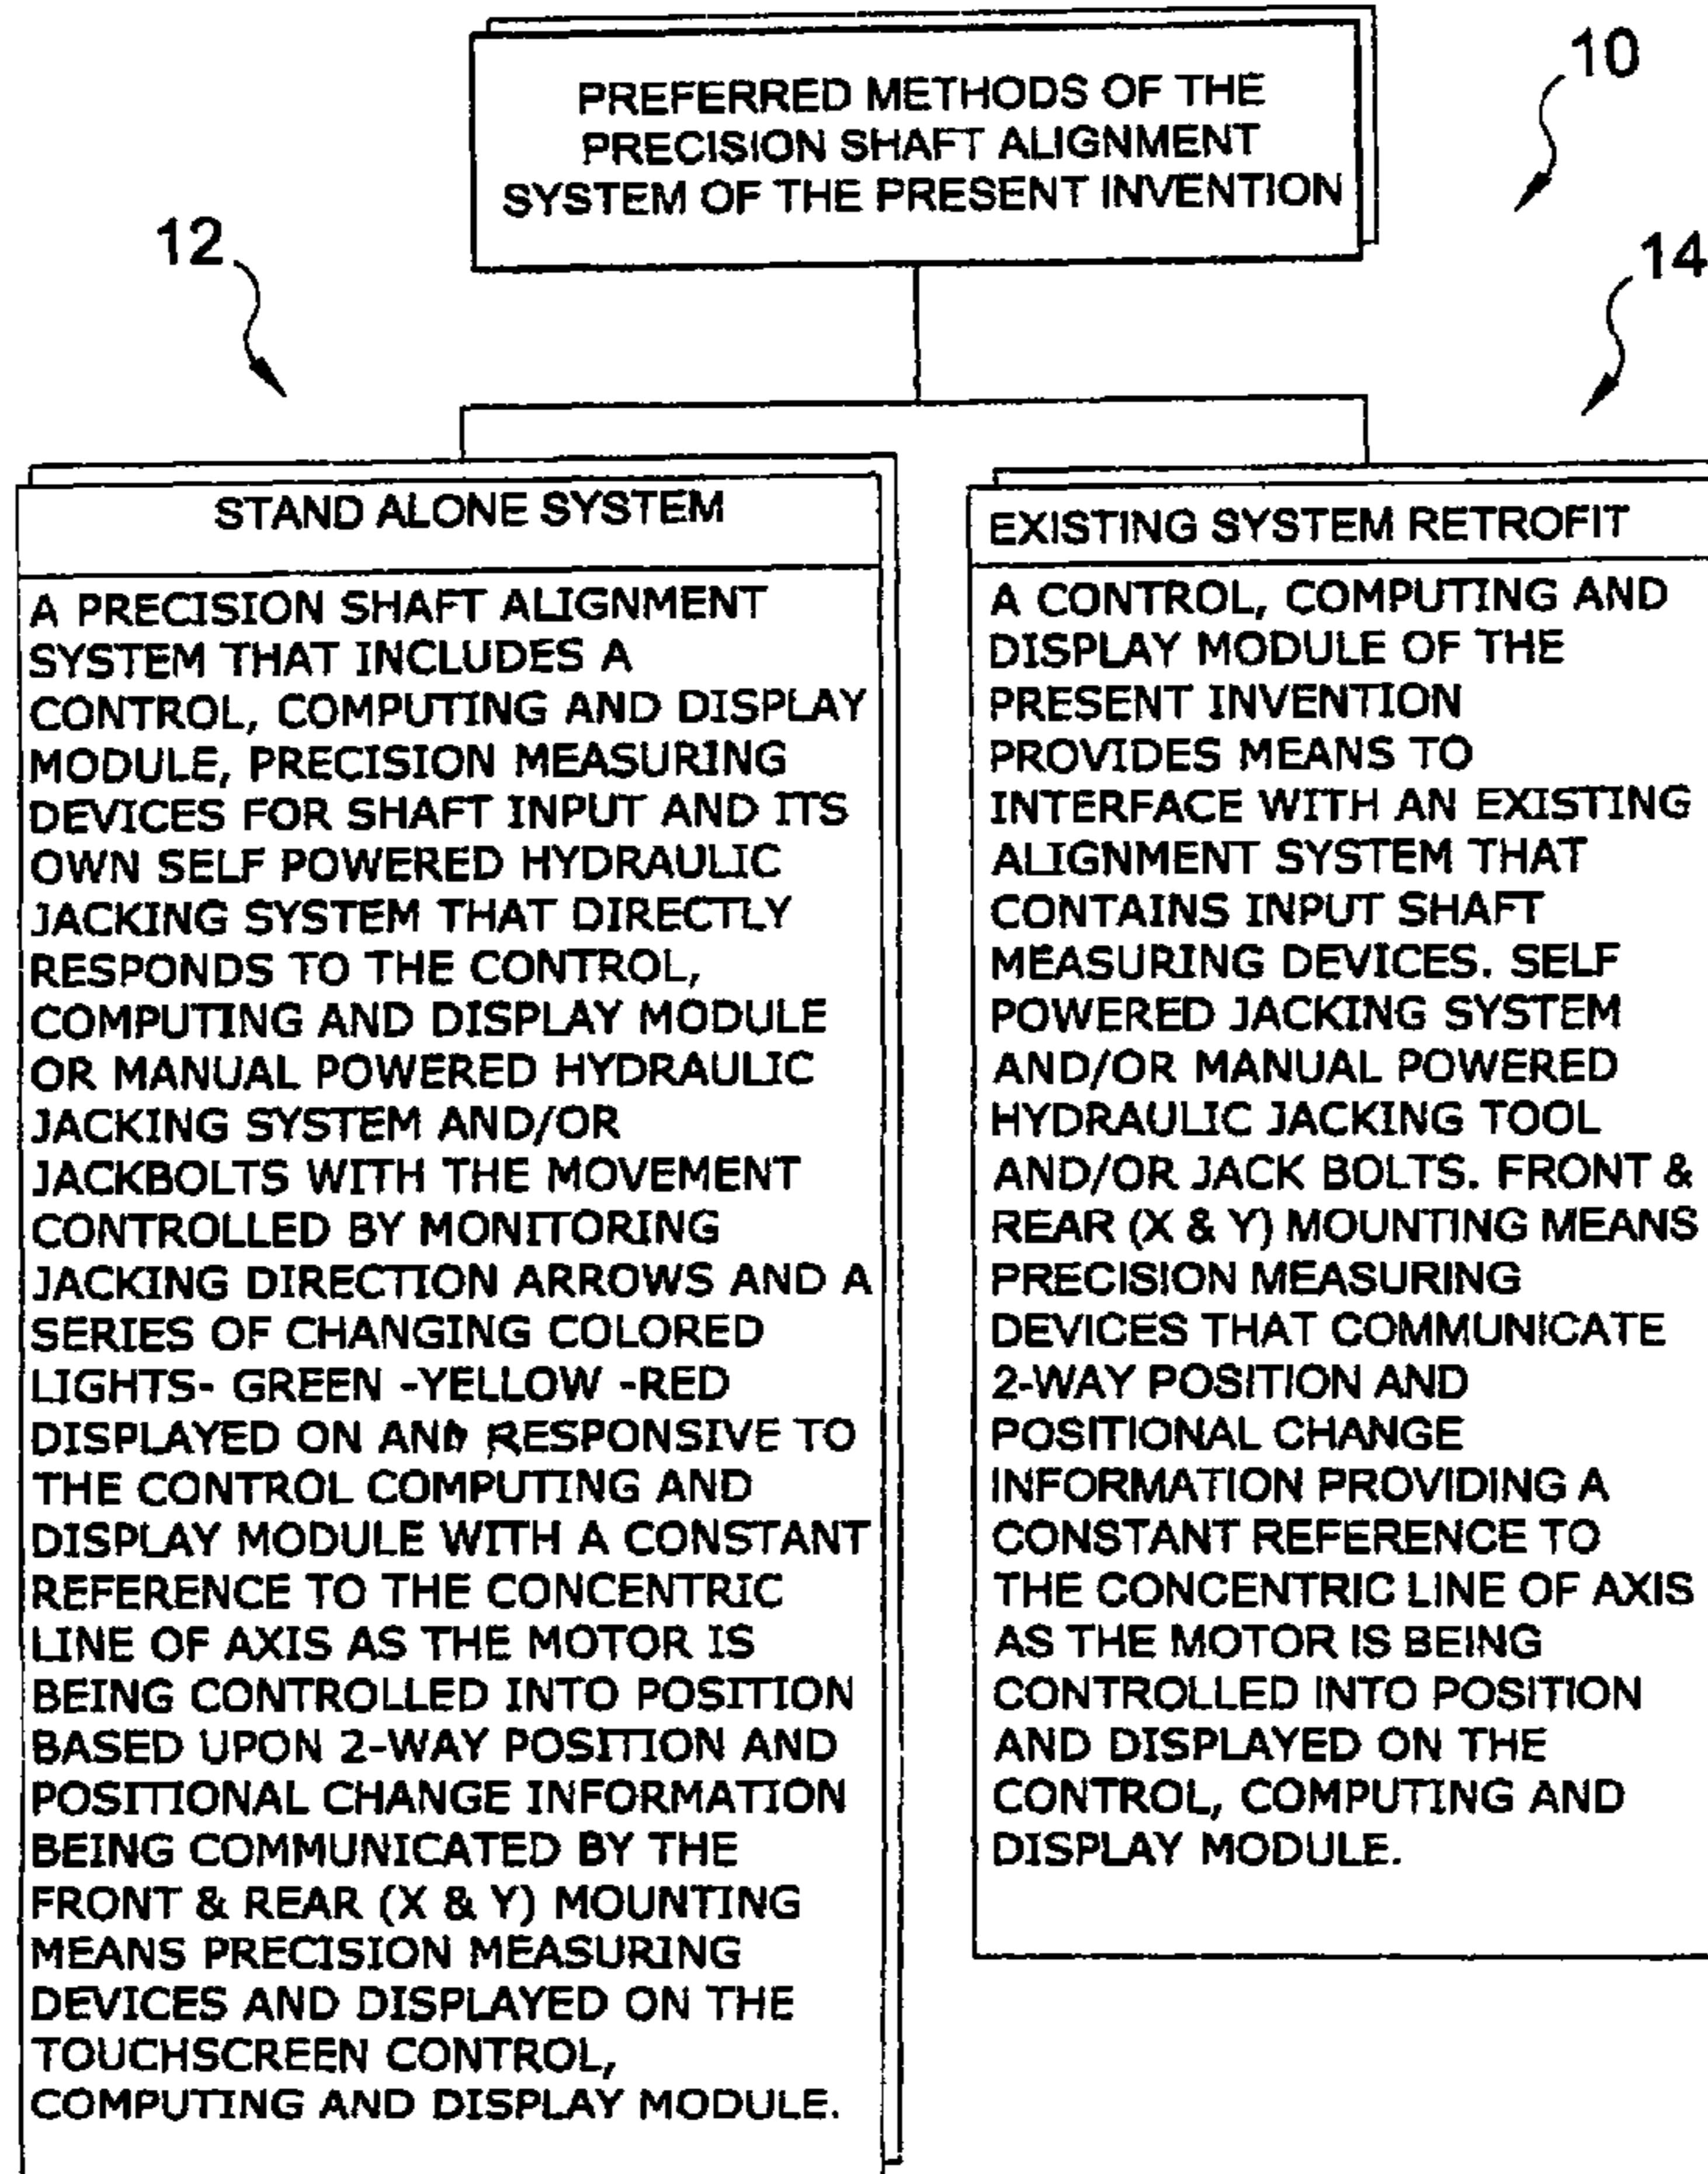 PREFERRED METHODS OF THE
PRECISION SHAFT ALIGNMENT
SYSTEM OF THE PRESENT INVENTION
10
12
14
STAND ALONE SYSTEM
A PRECISION SHAFT ALIGNMENT
SYSTEM THAT INCLUDES A
CONTROL, COMPUTING AND DISPLAY
MODULE, PRECISION MEASURING
DEVICES FOR SHAFT INPUT AND ITS
OWN SELF POWERED HYDRAULIC
JACKING SYSTEM THAT DIRECTLY
RESPONDS TO THE CONTROL,
COMPUTING AND DISPLAY MODULE
OR MANUAL POWERED HYDRAULIC
JACKING SYSTEM AND/OR
JACKBOLTS WITH THE MOVEMENT
CONTROLLED BY MONITORING
JACKING DIRECTION ARROWS AND A
SERIES OF CHANGING COLORED
LIGHTS- GREEN -YELLOW -RED
DISPLAYED ON AND RESPONSIVE TO
THE CONTROL COMPUTING AND
DISPLAY MODULE WITH A CONSTANT
REFERENCE TO THE CONCENTRIC
LINE OF AXIS AS THE MOTOR IS
BEING CONTROLLED INTO POSITION
BASED UPON 2-WAY POSITION AND
POSITIONAL CHANGE INFORMATION
BEING COMMUNICATED BY THE
FRONT & REAR (X & Y) MOUNTING
MEANS PRECISION MEASURING
DEVICES AND DISPLAYED ON THE
TOUCHSCREEN CONTROL,
COMPUTING AND DISPLAY MODULE.
EXISTING SYSTEM RETROFIT
A CONTROL, COMPUTING AND
DISPLAY MODULE OF THE
PRESENT INVENTION
PROVIDES MEANS TO
INTERFACE WITH AN EXISTING
ALIGNMENT SYSTEM THAT
CONTAINS INPUT SHAFT
MEASURING DEVICES. SELF
POWERED JACKING SYSTEM
AND/OR MANUAL POWERED
HYDRAULIC JACKING TOOL
AND/OR JACK BOLTS. FRONT &
REAR (X & Y) MOUNTING MEANS
PRECISION MEASURING
DEVICES THAT COMMUNICATE
2-WAY POSITION AND
POSITIONAL CHANGE
INFORMATION PROVIDING A
CONSTANT REFERENCE TO
THE CONCENTRIC LINE OF AXIS
AS THE MOTOR IS BEING
CONTROLLED INTO POSITION
AND DISPLAYED ON THE
CONTROL, COMPUTING AND
DISPLAY MODULE.